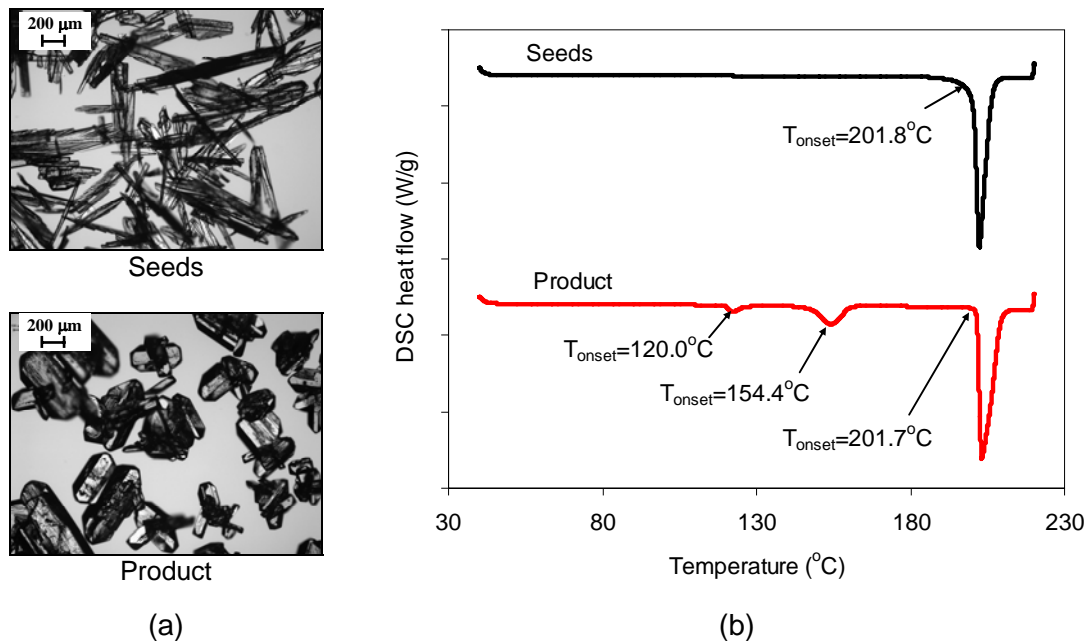 200 µm
Seeds
200 µm
Product
(a)
DSC heat flow (W/g)
Seeds
Tonset=201.8°C
Product
Tonset=120.0°C
Tonset=154.4°C
Tonset=201.7°C
30 80 130 180 230
Temperature (°C)
(b)